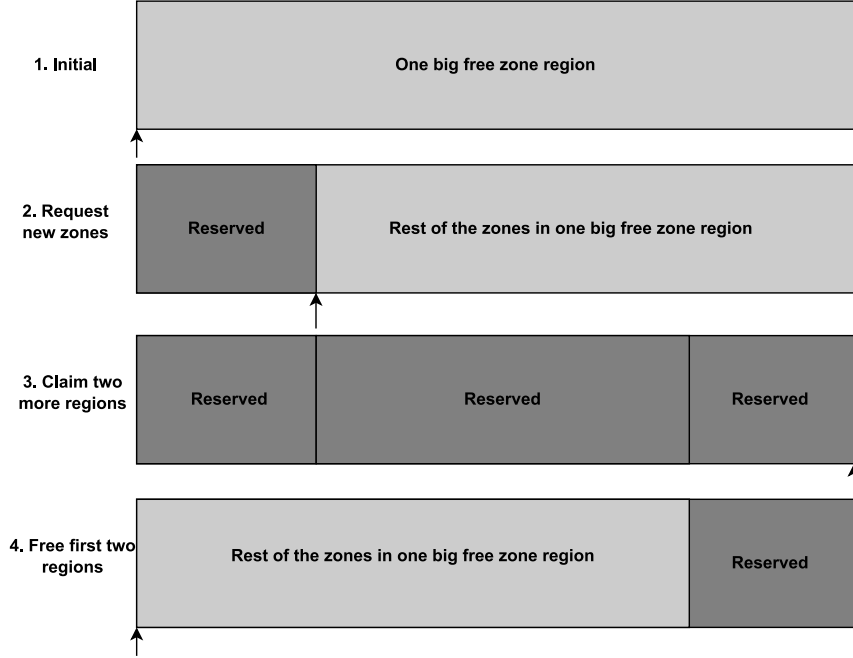 1. Initial
One big free zone region
2. Request
new zones
Reserved
Rest of the zones in one big free zone region
3. Claim two
more regions
Reserved
Reserved
Reserved
4. Free first two
regions
Rest of the zones in one big free zone region
Reserved